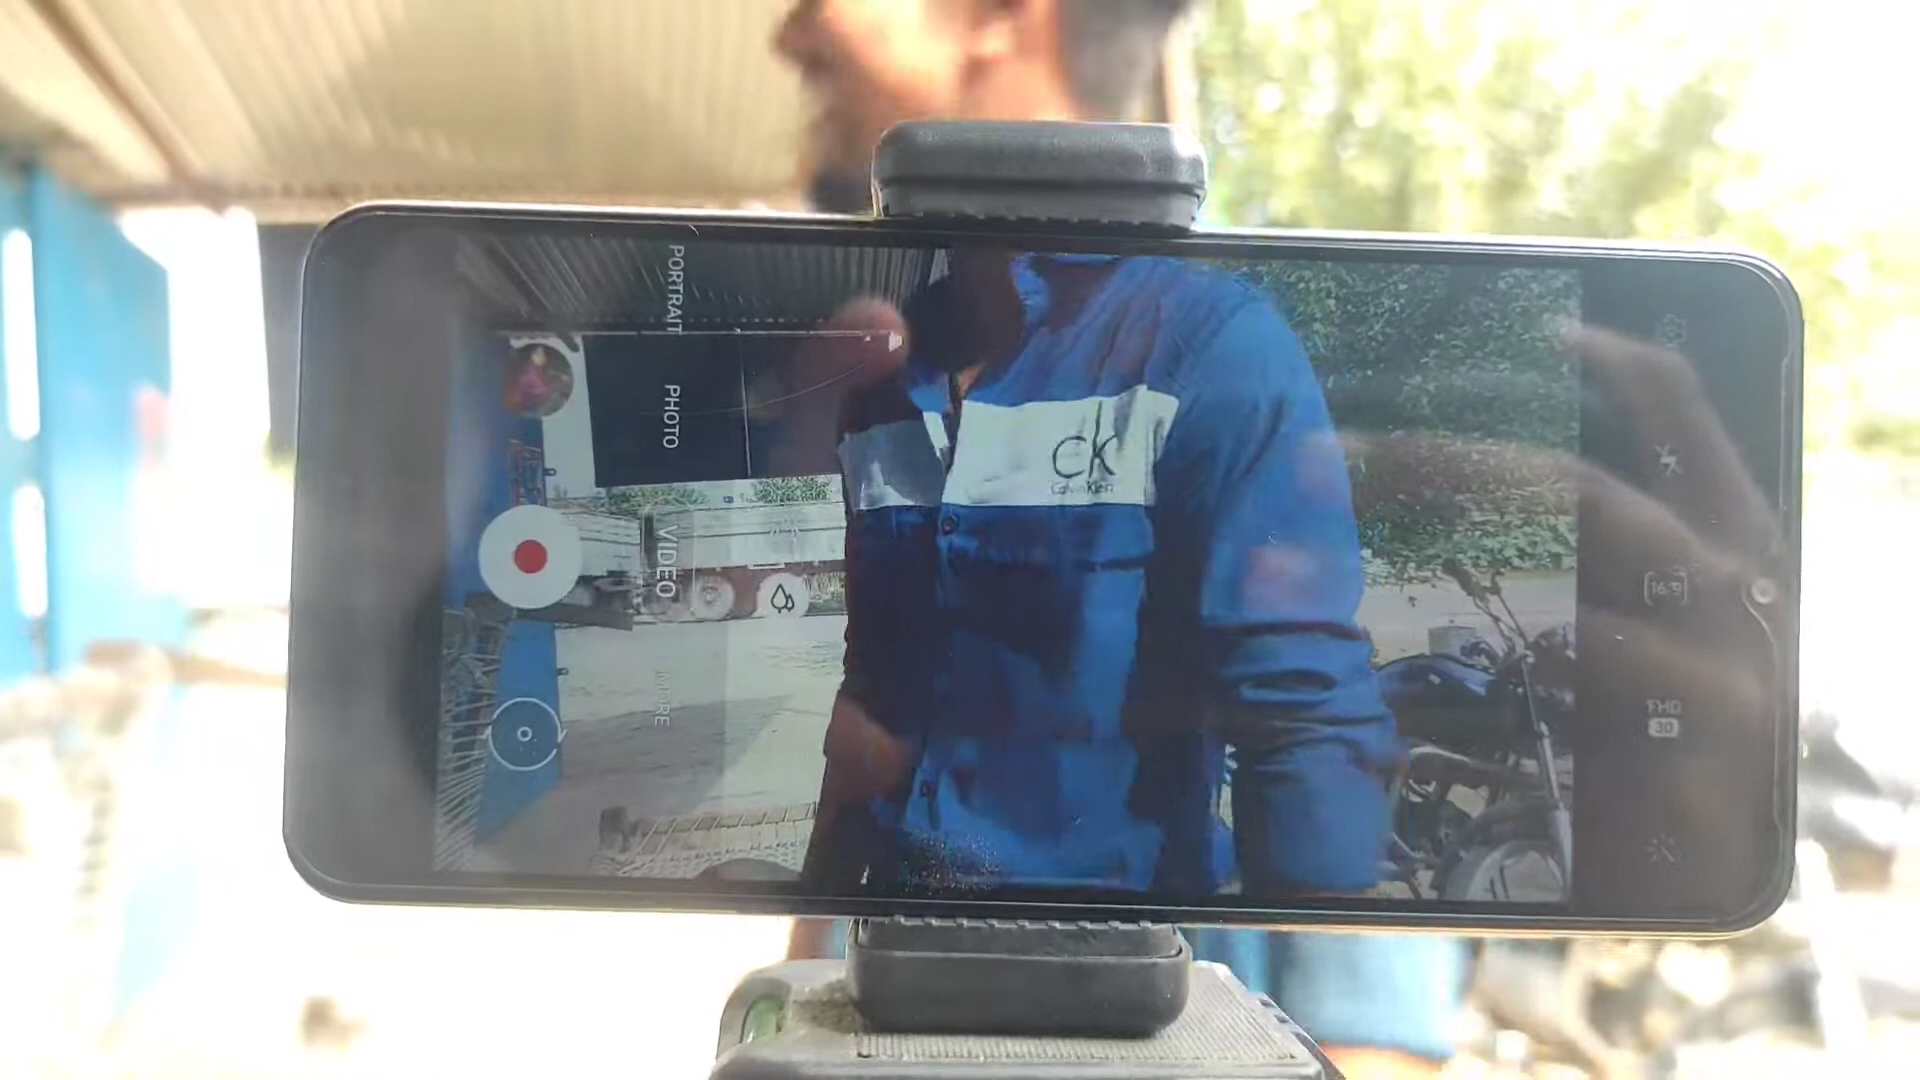 PORTRAIT
PHOTO
VIDEO
MORE
CK
Calvin Klein
16:9
FHD
30